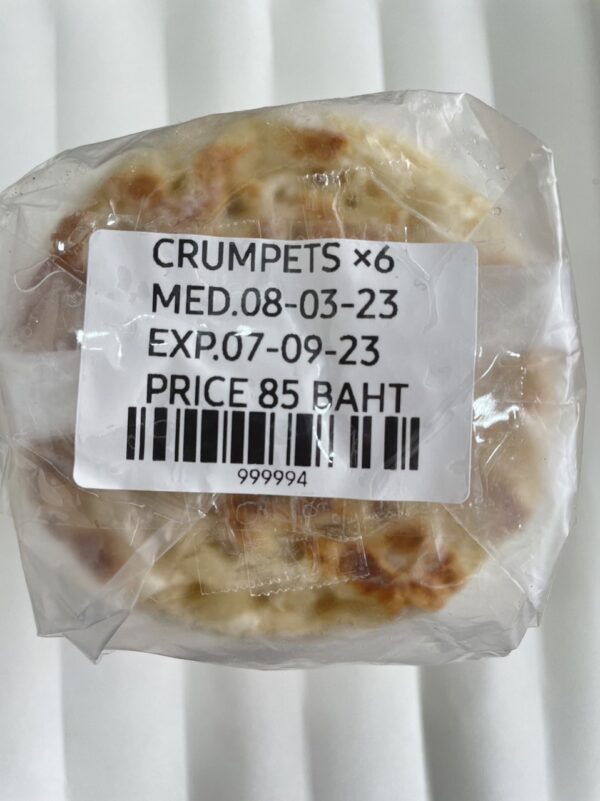 CRUMPETS ×6
MED.08-03-23
EXP.07-09-23
PRICE 85 BAHT
999994